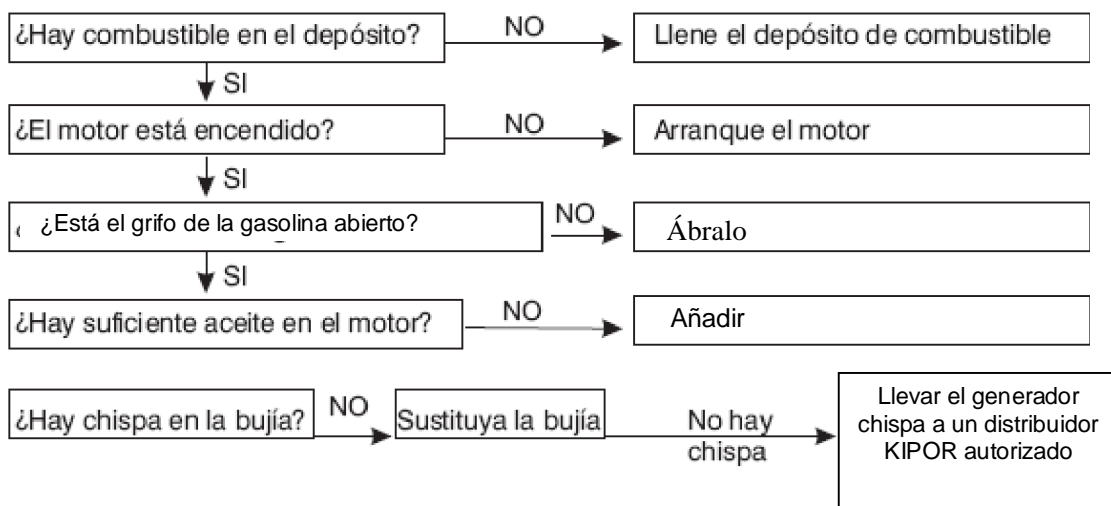 ¿Hay combustible en el depósito?
NO
Llene el depósito de combustible
SI
¿El motor está encendido?
NO
Arranque el motor
SI
¿Está el grifo de la gasolina abierto?
NO
Ábralo
SI
¿Hay suficiente aceite en el motor?
NO
Añadir
¿Hay chispa en la bujía?
NO
Sustituya la bujía
No hay
chispa
Llevar el generador
chispa a un distribuidor
KIPOR autorizado